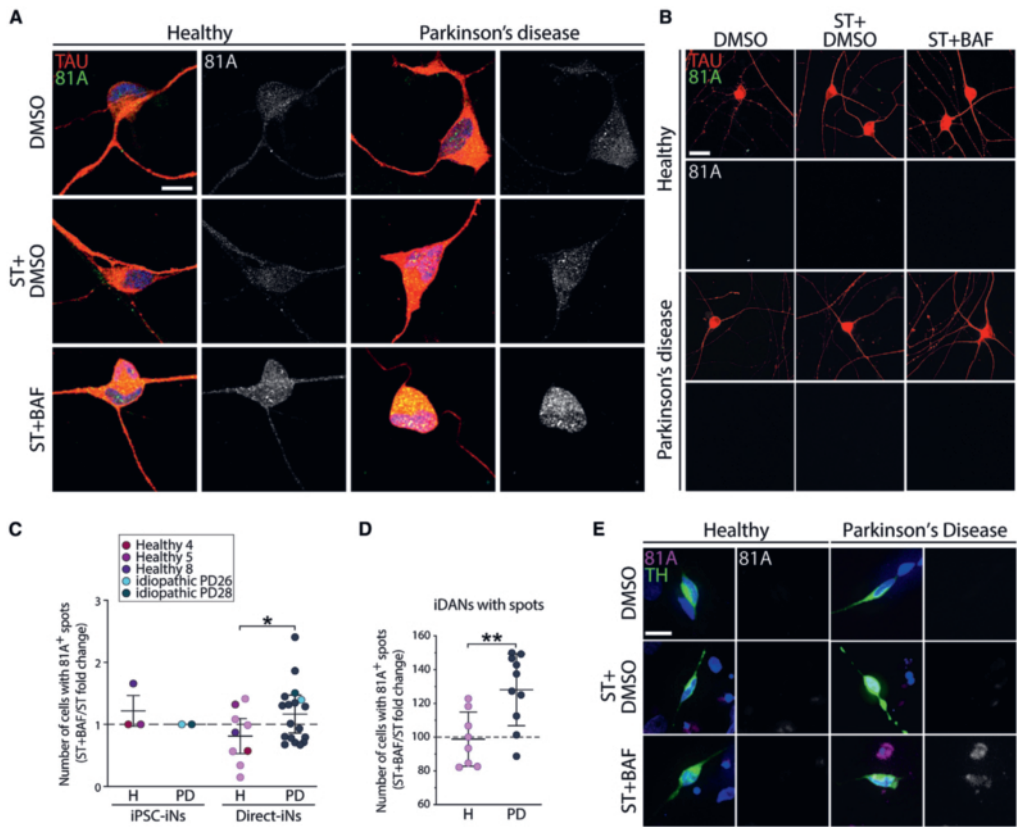 A
Healthy
Parkinson's disease
TAU
81A
81A
DMSO
ST+
DMSO
ST+BAF
B
DMSO
ST+
DMSO
ST+BAF
TAU
81A
Healthy
81A
Parkinson's disease
C
Healthy 4
Healthy 5
Healthy 8
idiopathic PD26
idiopathic PD28
Number of cells with 81A+ spots
(ST+BAF/ST fold change)
3
2
1
0
*
H
PD
H
PD
iPSC-iNs
Direct-iNs
D
iDANs with spots
Number of cells with 81A+ spots
(ST+BAF/ST fold change)
160
140
120
100
80
60
**
H
PD
E
Healthy
Parkinson's Disease
81A
TH
81A
DMSO
ST+
DMSO
ST+BAF